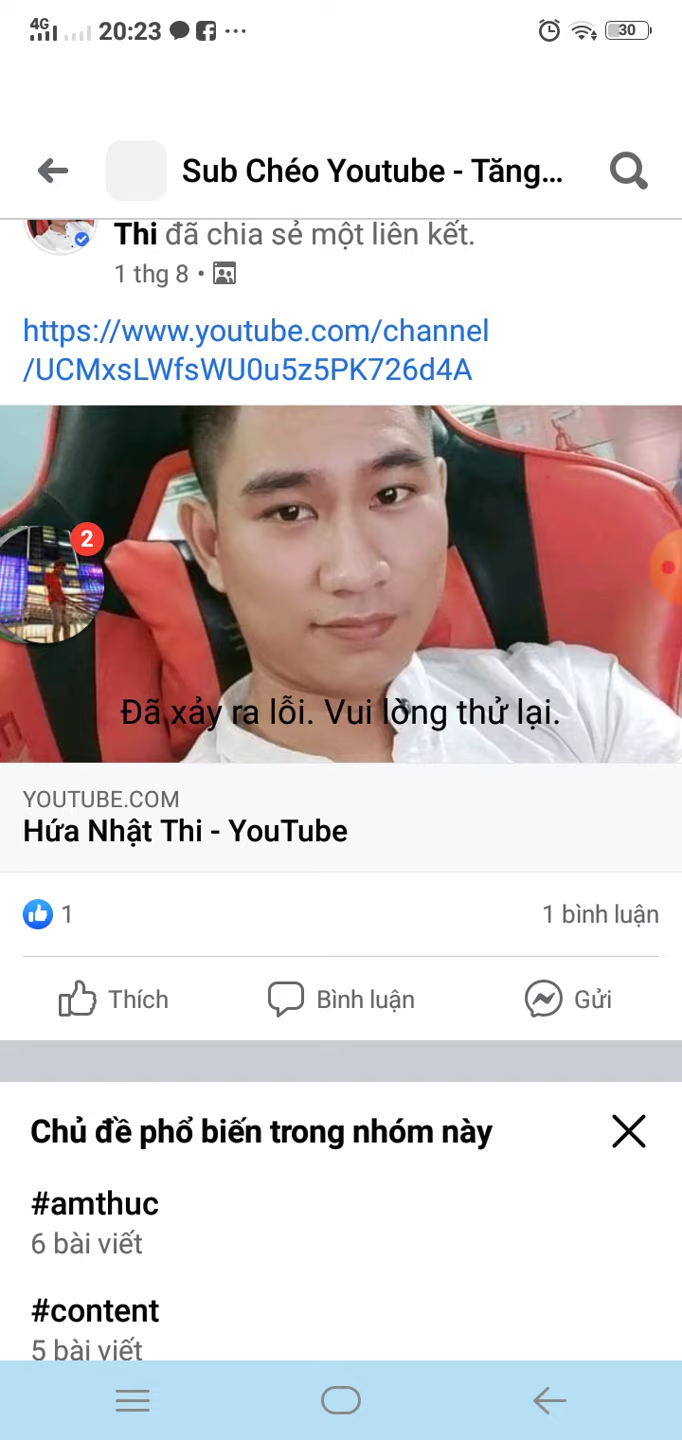 4G 20:23 ... 30
Sub Chéo Youtube - Tăng...
Thi đã chia sẻ một liên kết.
1 thg 8 •
https://www.youtube.com/channel
/UCMxsLWfsWU0u5z5PK726d4A
2
Đã xảy ra lỗi. Vui lòng thử lại.
YOUTUBE.COM
Hứa Nhật Thi - YouTube
1 1 bình luận
Thích Bình luận Gửi
Chủ đề phổ biến trong nhóm này
#amthuc
6 bài viết
#content
5 bài viết